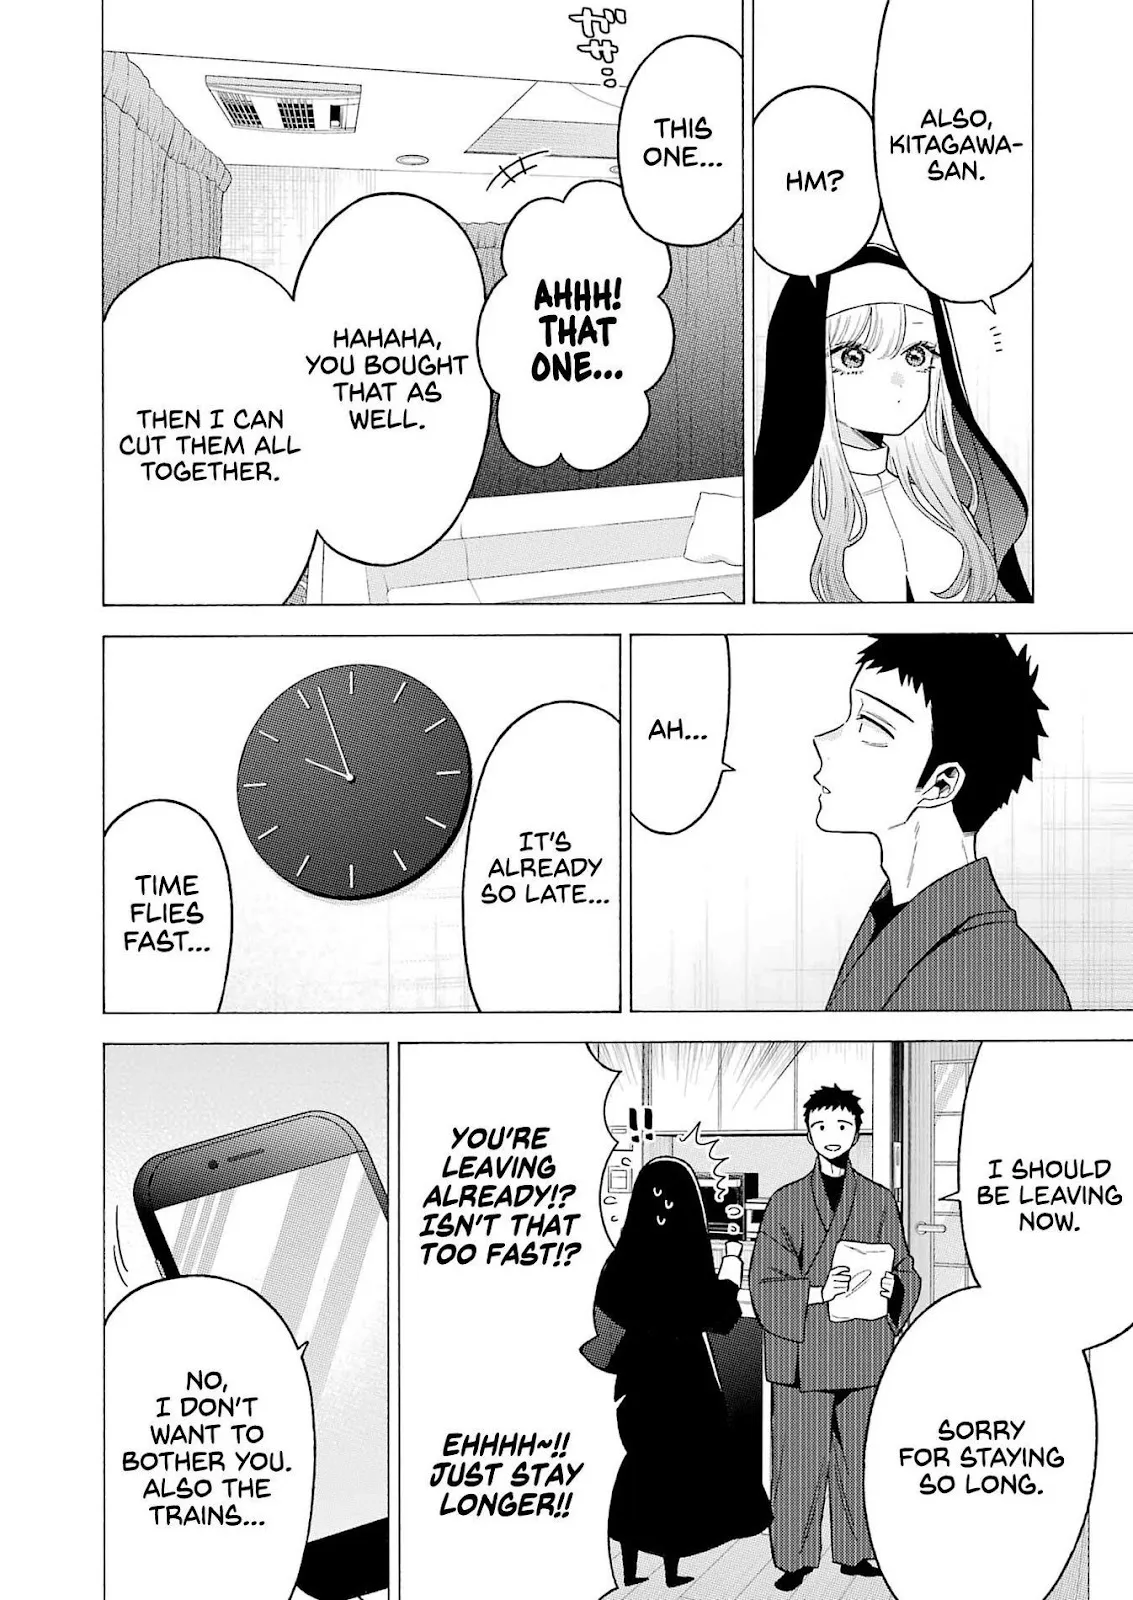 ALSO,
KITAGAWA-
SAN.
HM?
ガサ…
THIS
ONE...
AHHH!
THAT
ONE...
HAHAHA,
YOU BOUGHT
THAT AS
WELL.
THEN I CAN
CUT THEM ALL
TOGETHER.
AH...
IT'S
ALREADY
SO LATE...
TIME
FLIES
FAST...
I SHOULD
BE LEAVING
NOW.
SORRY
FOR STAYING
SO LONG.
!!
YOU'RE
LEAVING
ALREADY!?
ISN'T THAT
TOO FAST!?
EHHHH~!!
JUST STAY
LONGER!!
NO,
I DON'T
WANT TO
BOTHER YOU.
ALSO THE
TRAINS...